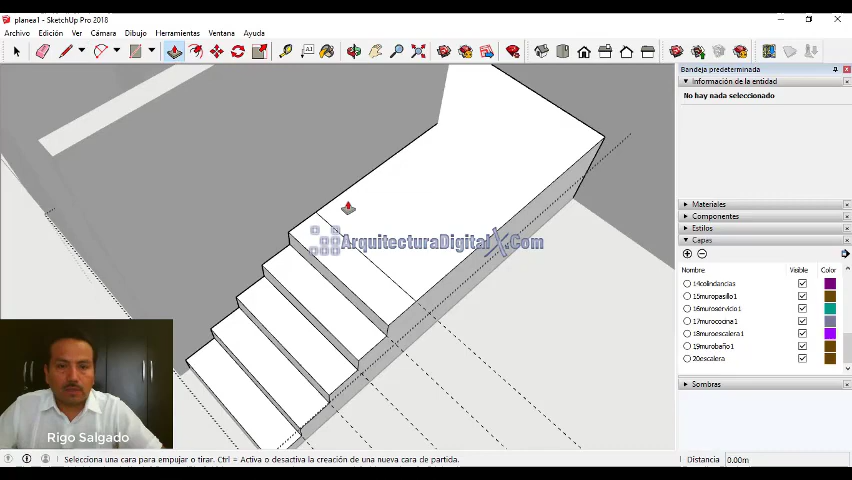 planea1 - SketchUp Pro 2018
Archivo Edición Ver Cámara Dibujo Herramientas Ventana Ayuda
A1
Bandeja predeterminada
Información de la entidad
No hay nada seleccionado
Materiales
Componentes
Estilos
Capas
Nombre Visible Color
14colindancias
15muropasillo1
16muroservicio1
17murococina1
18muroescalera1
19murobaño1
20escalera
Sombras
ArquitecturaDigitalX.Com
Rigo Salgado
Selecciona una cara para empujar o tirar. Ctrl = Activa o desactiva la creación de una nueva cara de partida.
Distancia 0.00m